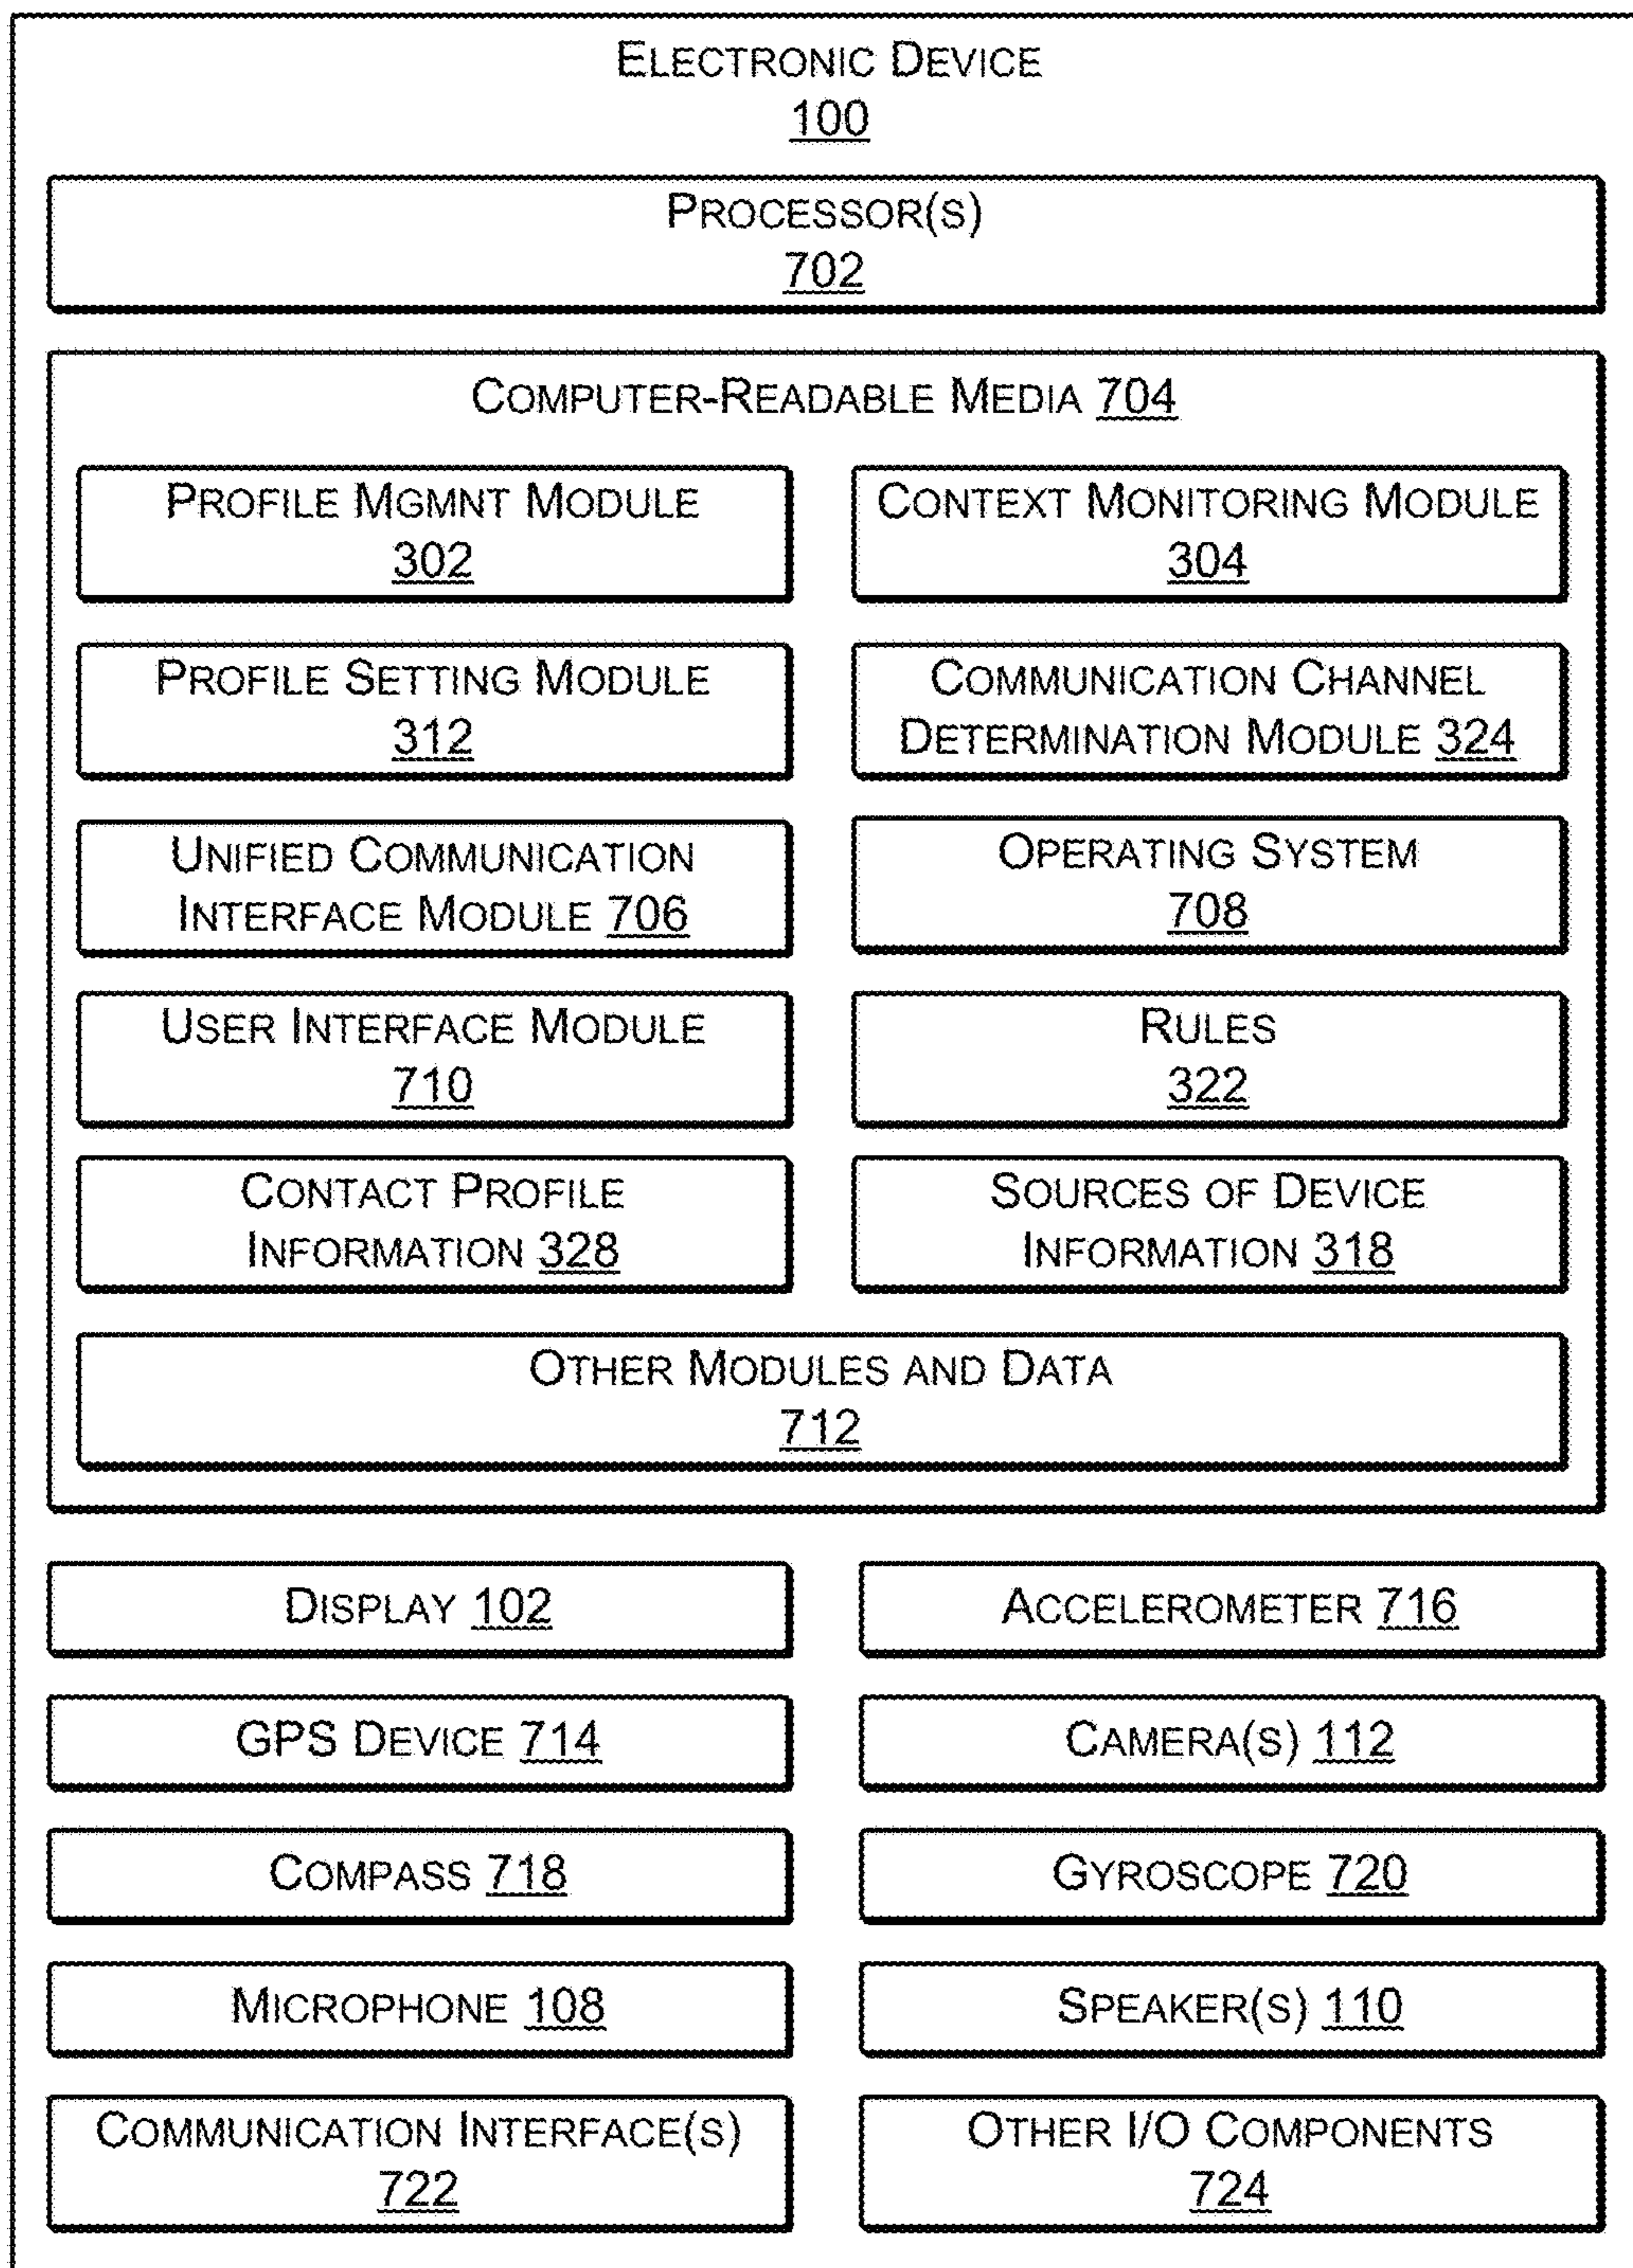 ELECTRONIC DEVICE
100
PROCESSOR(S)
702
COMPUTER-READABLE MEDIA 704
PROFILE MGMNT MODULE
302
CONTEXT MONITORING MODULE
304
PROFILE SETTING MODULE
312
COMMUNICATION CHANNEL
DETERMINATION MODULE 324
UNIFIED COMMUNICATION
INTERFACE MODULE 706
OPERATING SYSTEM
708
USER INTERFACE MODULE
710
RULES
322
CONTACT PROFILE
INFORMATION 328
SOURCES OF DEVICE
INFORMATION 318
OTHER MODULES AND DATA
712
DISPLAY 102
ACCELEROMETER 716
GPS DEVICE 714
CAMERA(S) 112
COMPASS 718
GYROSCOPE 720
MICROPHONE 108
SPEAKER(S) 110
COMMUNICATION INTERFACE(S)
722
OTHER I/O COMPONENTS
724